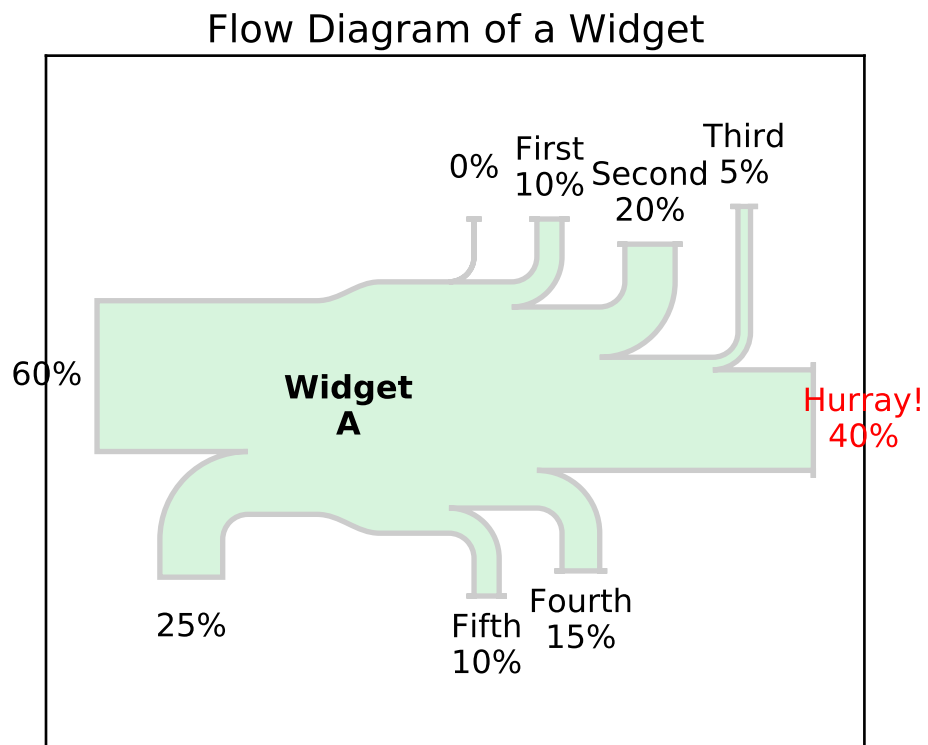 Flow Diagram of a Widget
0%
First
10%
Second
20%
Third
5%
60%
Widget
A
Hurray!
40%
25%
Fifth
10%
Fourth
15%